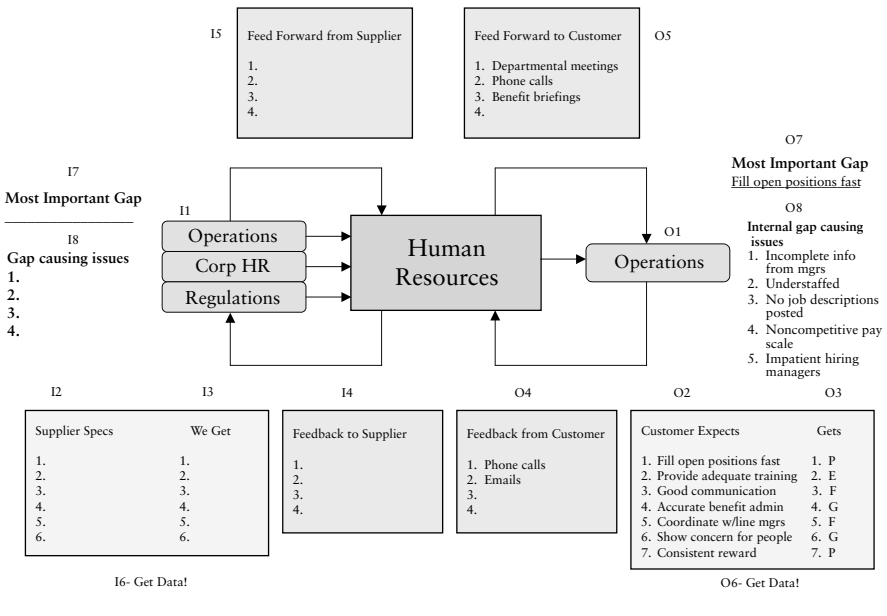 I5
Feed Forward from Supplier
1.
2.
3.
4.
Feed Forward to Customer
1. Departmental meetings
2. Phone calls
3. Benefit briefings
4.
O5
I7
Most Important Gap
I8
Gap causing issues
1.
2.
3.
4.
I1
Operations
Corp HR
Regulations
Human
Resources
O1
Operations
O7
Most Important Gap
Fill open positions fast
O8
Internal gap causing
issues
1. Incomplete info
from mgrs
2. Understaffed
3. No job descriptions
posted
4. Noncompetitive pay
scale
5. Impatient hiring
managers
I2
I3
Supplier Specs We Get
1. 1.
2. 2.
3. 3.
4. 4.
5. 5.
6. 6.
I6- Get Data!
I4
Feedback to Supplier
1.
2.
3.
4.
O4
Feedback from Customer
1. Phone calls
2. Emails
3.
4.
O2
O3
Customer Expects Gets
1. Fill open positions fast 1. P
2. Provide adequate training 2. E
3. Good communication 3. F
4. Accurate benefit admin 4. G
5. Coordinate w/line mgrs 5. F
6. Show concern for people 6. G
7. Consistent reward 7. P
O6- Get Data!